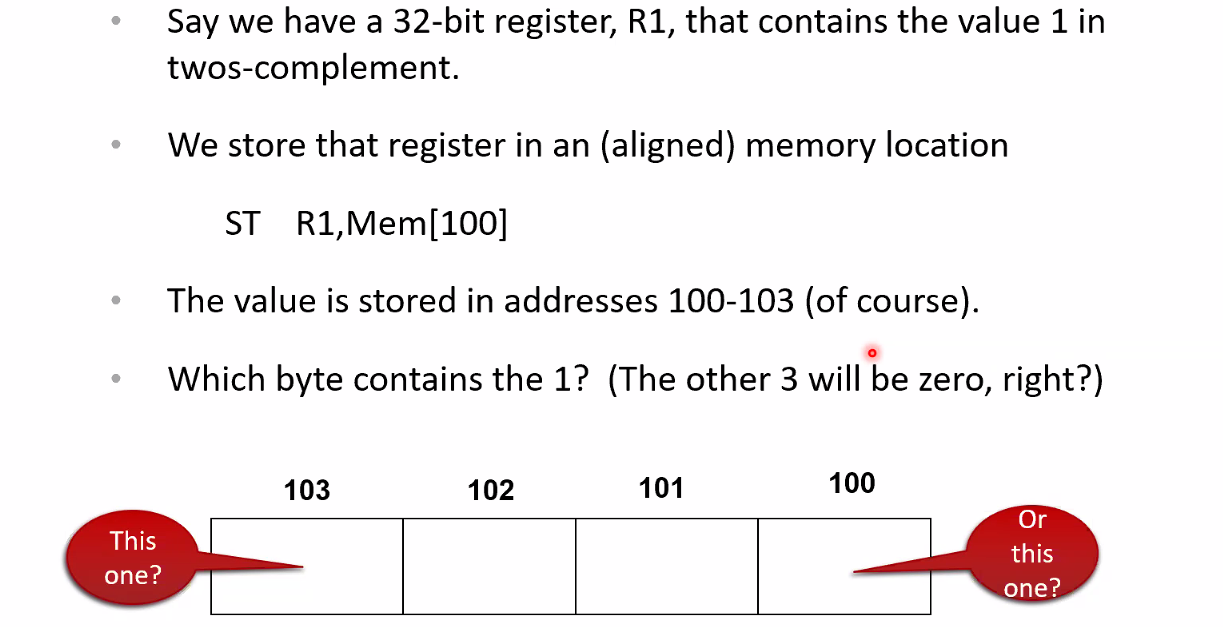 • Say we have a 32-bit register, R1, that contains the value 1 in
twos-complement.
• We store that register in an (aligned) memory location
ST R1,Mem[100]
• The value is stored in addresses 100-103 (of course).
• Which byte contains the 1? (The other 3 will be zero, right?)
103 102 101 100
This
one?
Or
this
one?